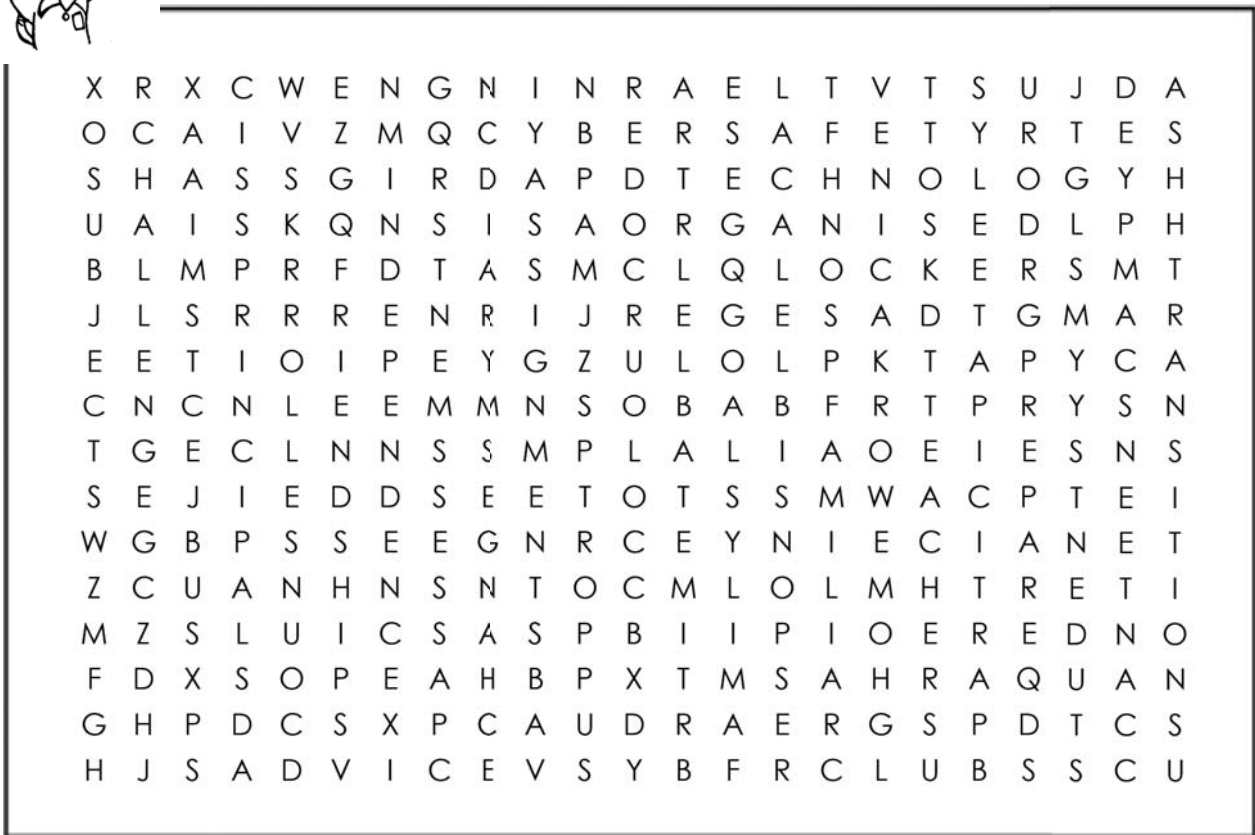 X R X C W E N G N I N R A E L T V T S U J D A
O C A I V Z M Q C Y B E R S A F E T Y R T E S
S H A S S G I R D A P D T E C H N O L O G Y H
U A I S K Q N S I S A O R G A N I S E D L P H
B L M P R F D T A S M C L Q L O C K E R S M T
J L S R R R E N R I J R E G E S A D T G M A R
E E T I O I P E Y G Z U L O L P K T A P Y C A
C N C N L E E M M N S O B A B F R T P R Y S N
T G E C L N N S S M P L A L I A O E I E S N S
S E J I E D D S E E T O T S S M W A C P T E I
W G B P S S E E G N R C E Y N I E C I A N E T
Z C U A N H N S N T O C M L O L M H T R E T I
M Z S L U I C S A S P B I I P I O E R E D N O
F D X S O P E A H B P X T M S A H R A Q U A N
G H P D C S X P C A U D R A E R G S P D T C S
H J S A D V I C E V S Y B F R C L U B S S C U